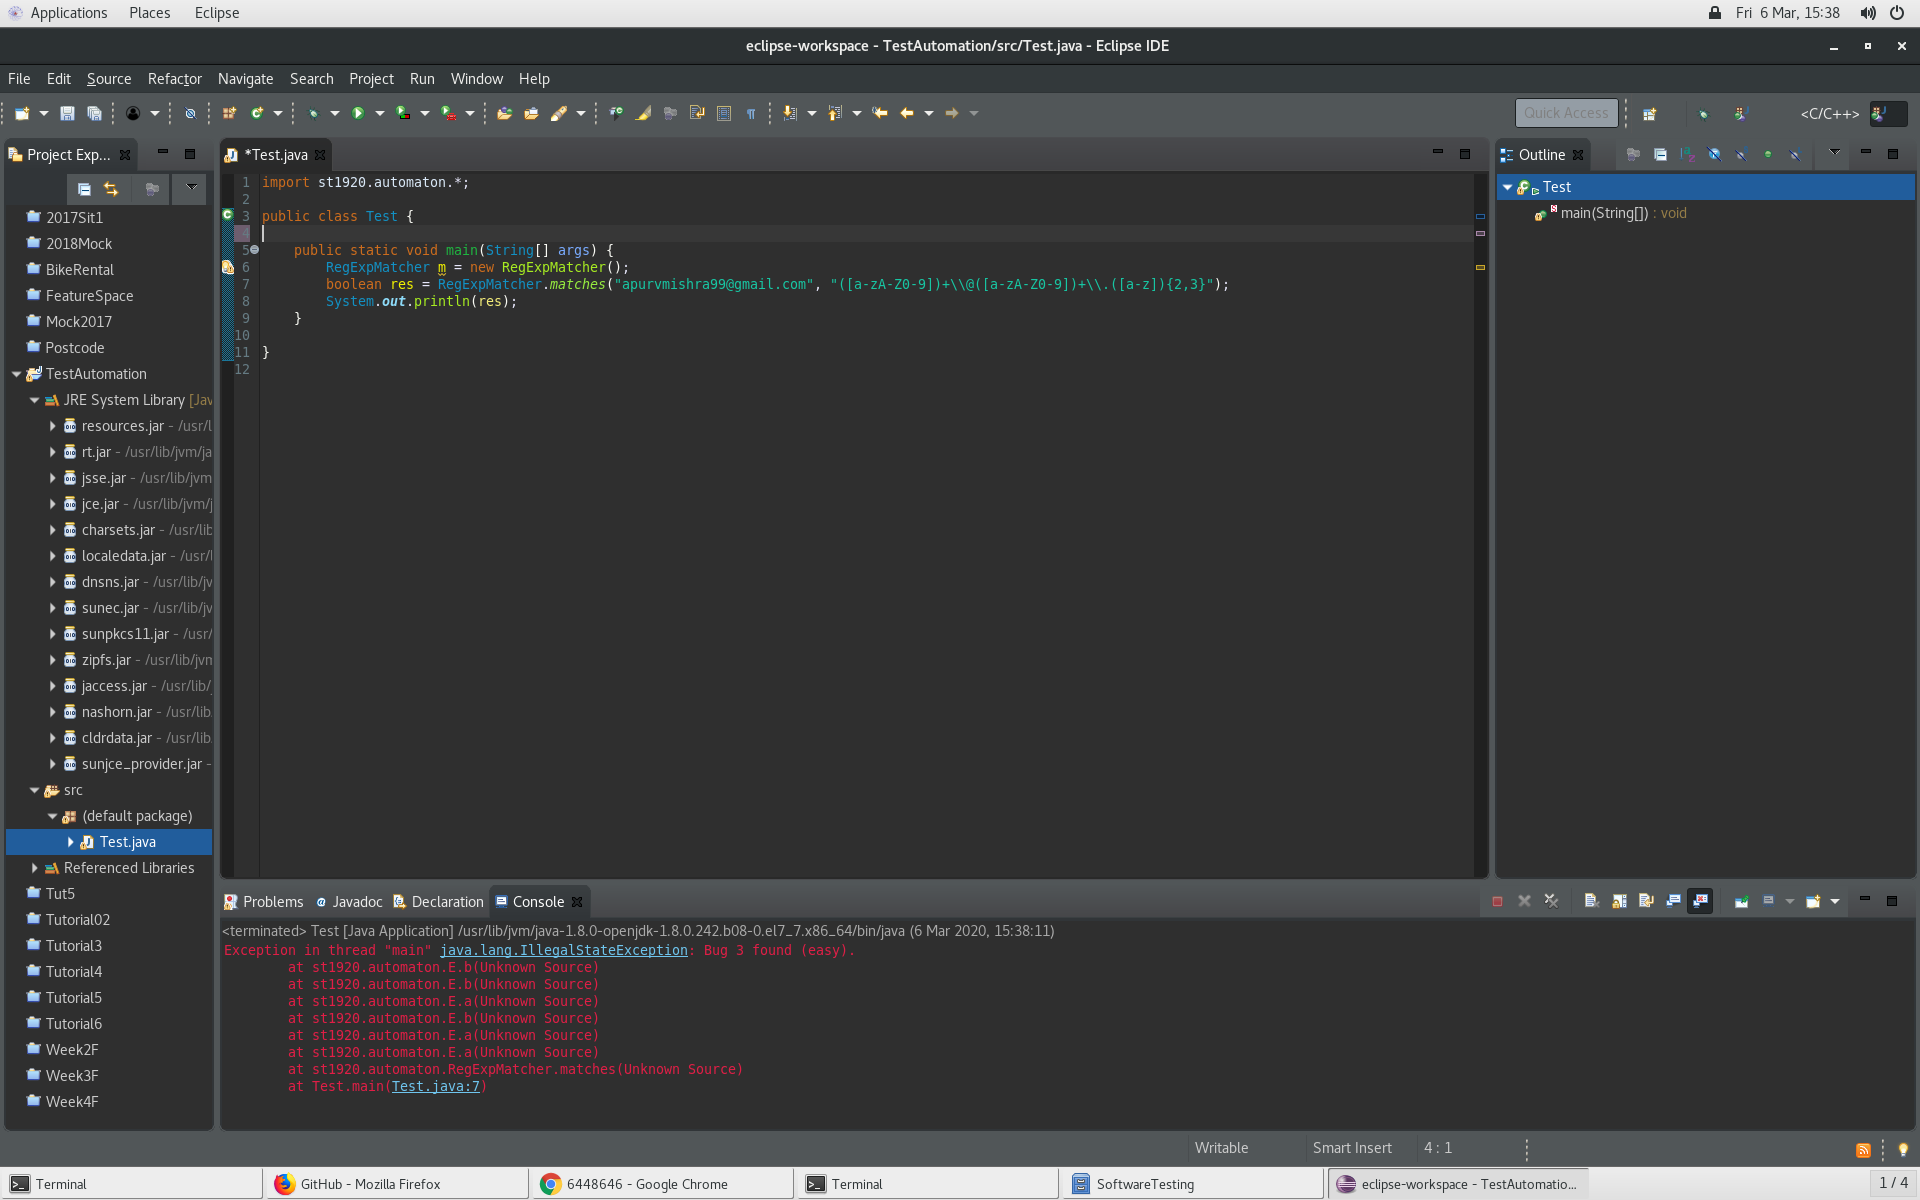 Applications Places Eclipse Fri 6 Mar, 15:38
eclipse-workspace - TestAutomation/src/Test.java - Eclipse IDE
File Edit Source Refactor Navigate Search Project Run Window Help
Quick Access <C/C++>
Project Exp...
2017Sit1
2018Mock
BikeRental
FeatureSpace
Mock2017
Postcode
TestAutomation
JRE System Library [Jav
resources.jar - /usr/l
rt.jar - /usr/lib/jvm/ja
jsse.jar - /usr/lib/jvm
jce.jar - /usr/lib/jvm/j
charsets.jar - /usr/lib
localedata.jar - /usr/l
dnsns.jar - /usr/lib/jv
sunec.jar - /usr/lib/jv
sunpkcs11.jar - /usr/
zipfs.jar - /usr/lib/jvm
jaccess.jar - /usr/lib/
nashorn.jar - /usr/lib
cldrdata.jar - /usr/lib
sunjce_provider.jar -
src
(default package)
Test.java
Referenced Libraries
Tut5
Tutorial02
Tutorial3
Tutorial4
Tutorial5
Tutorial6
Week2F
Week3F
Week4F
*Test.java
1 import st1920.automaton.*;
2
3 public class Test {
4
5 public static void main(String[] args) {
6 RegExpMatcher m = new RegExpMatcher();
7 boolean res = RegExpMatcher.matches("apurvmishra99@gmail.com", "([a-zA-Z0-9])+\\@([a-zA-Z0-9])+\\.([a-z]){2,3}");
8 System.out.println(res);
9 }
10
11 }
12
Outline
Test
main(String[]) : void
Problems Javadoc Declaration Console
<terminated> Test [Java Application] /usr/lib/jvm/java-1.8.0-openjdk-1.8.0.242.b08-0.el7_7.x86_64/bin/java (6 Mar 2020, 15:38:11)
Exception in thread "main" java.lang.IllegalStateException: Bug 3 found (easy).
at st1920.automaton.E.b(Unknown Source)
at st1920.automaton.E.b(Unknown Source)
at st1920.automaton.E.a(Unknown Source)
at st1920.automaton.E.b(Unknown Source)
at st1920.automaton.E.a(Unknown Source)
at st1920.automaton.E.a(Unknown Source)
at st1920.automaton.RegExpMatcher.matches(Unknown Source)
at Test.main(Test.java:7)
Writable Smart Insert 4 : 1
Terminal GitHub - Mozilla Firefox 6448646 - Google Chrome Terminal SoftwareTesting eclipse-workspace - TestAutomatio... 1 / 4